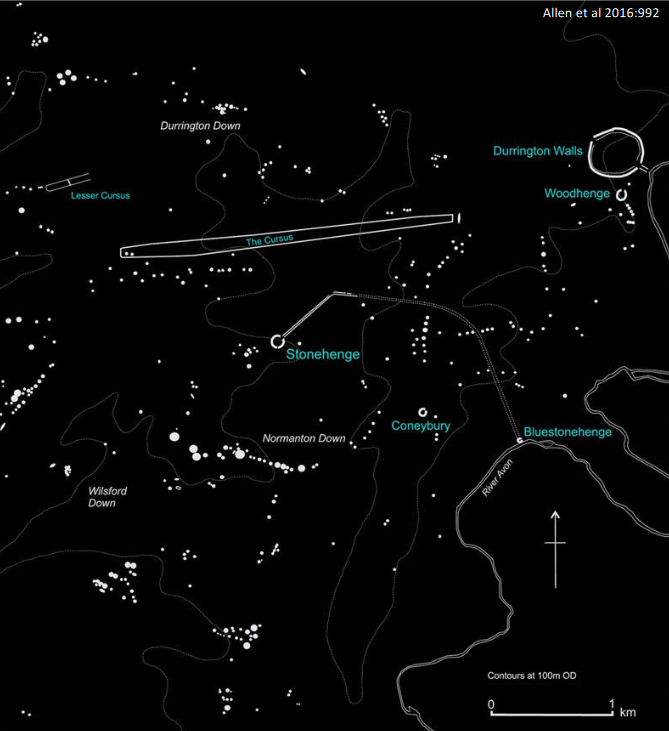 Allen et al 2016:992
Durrington Down
Durrington Walls
Woodhenge
Lesser Cursus
The Cursus
Stonehenge
Coneybury
Bluestonehenge
Normanton Down
River Avon
Wilsford
Down
Contours at 100m OD
0
1
km